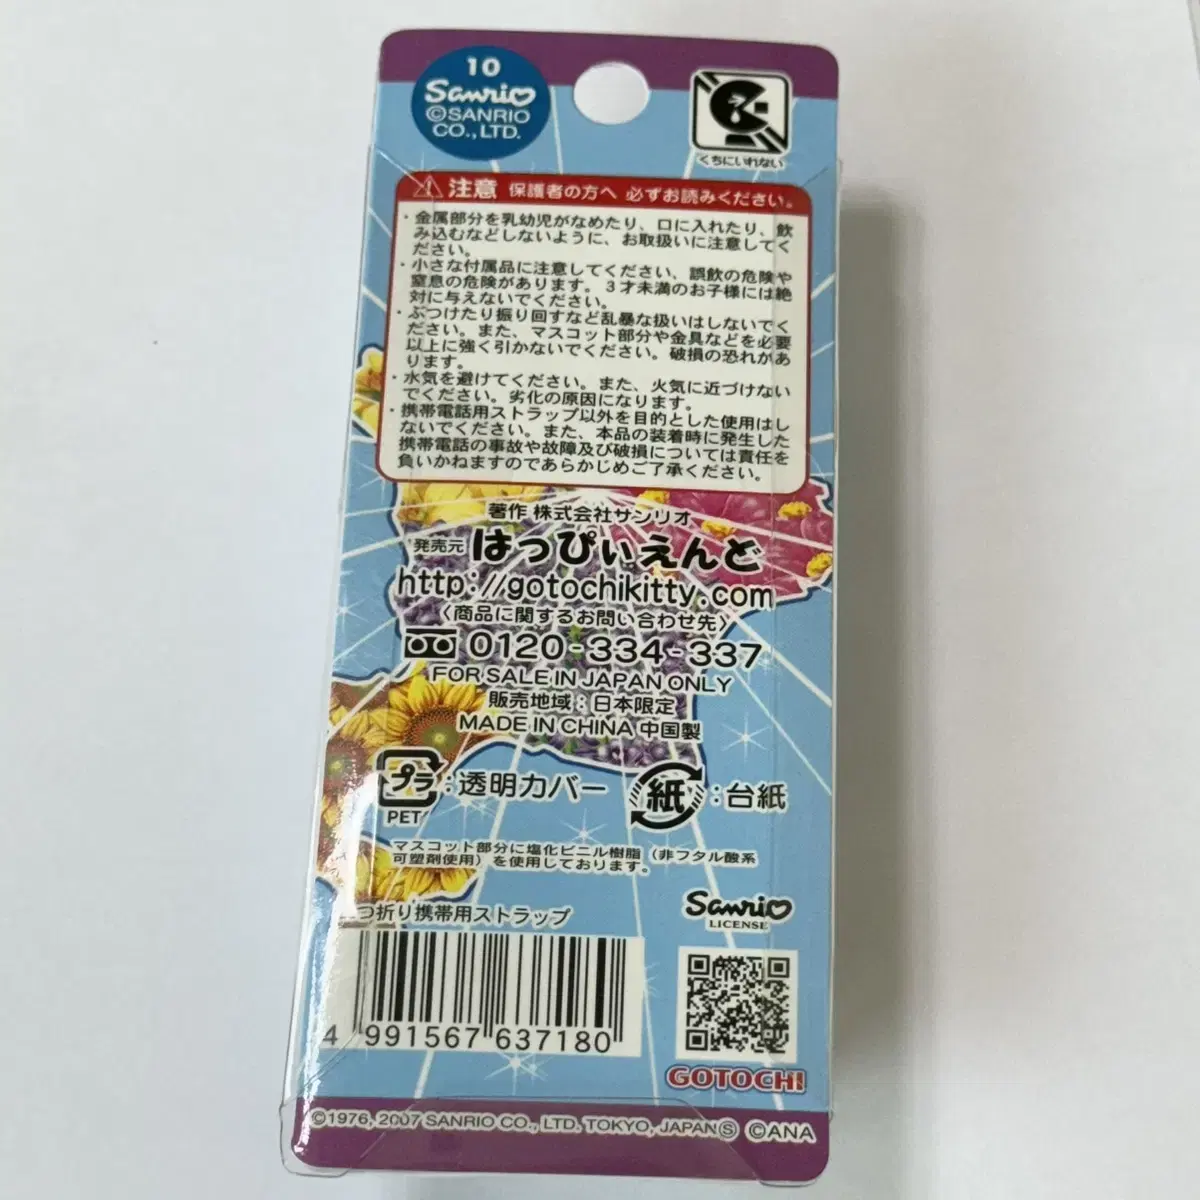 10
Sanrio
©SANRIO
CO.,LTD.
くちにいれない
注意 保護者の方へ 必ずお読みください。
・金属部分を乳幼児がなめたり、口に入れたり、飲
み込むなどしないように、お取扱いに注意してく
ださい。
・小さな付属品に注意してください、誤飲の危険や
窒息の危険があります。3才未満のお子様には絶
対に与えないでください。
・ぶつけたり振り回すなど乱暴な扱いはしないでく
ださい。また、マスコット部分や金具などを必要
以上に強く引かないでください。破損の恐れがあ
ります。
・水気を避けてください。また、火気に近づけない
でください。劣化の原因になります。
・携帯電話用ストラップ以外を目的とした使用はし
ないでください。また、本品の装着時に発生した
携帯電話の事故や故障及び破損については責任を
負いかねますのであらかじめご了承ください。
著作 株式会社サンリオ
発売元 はっぴぃえんど
http://gotochikitty.com
〈商品に関するお問い合わせ先〉
0120-334-337
FOR SALE IN JAPAN ONLY
販売地域:日本限定
MADE IN CHINA 中国製
プラ:透明カバー 紙:台紙
PET
マスコット部分に塩化ビニル樹脂(非フタル酸系
可塑剤使用)を使用しております。
つ折り携帯用ストラップ
Sanrio
LICENSE
4 991567 637180
GOTOCHI
©1976, 2007 SANRIO CO., LTD. TOKYO, JAPAN Ⓢ ©ANA